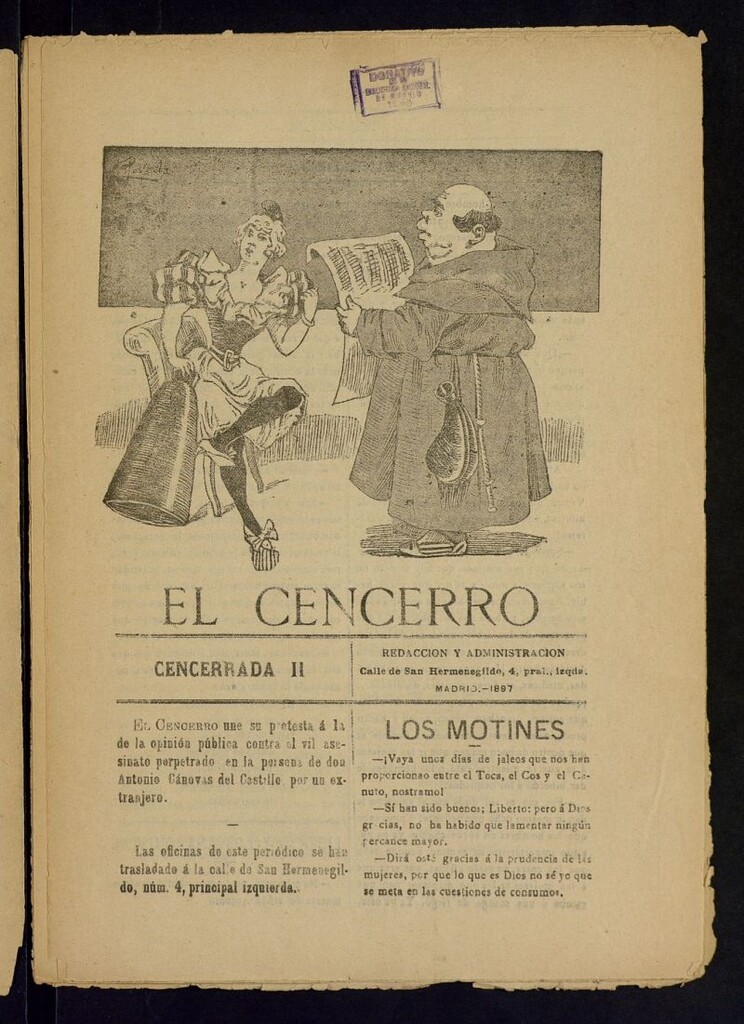 DONATIVO
DE LA
DE MADRID
EL CENCERRO
CENCERRADA II
REDACCION Y ADMINISTRACION
Calle de San Hermenegildo, 4, pral., izqda.
MADRID.—1897
EL CENCERRO une su protesta á la
de la opinión pública contra el vil ase-
sinato perpetrado en la persona de don
Antonio Cánovas del Castillo por un ex-
tranjero.
Las oficinas de este periódico se han
trasladado á la calle de San Hermenegil-
do, núm. 4, principal izquierda.
LOS MOTINES
—¡Vaya unos días de jaleos que nos han
proporcionao entre el Toca, el Cos y el Ca-
nuto, nostramo!
—Sí han sido buenos; Liberto: pero á Dios
gracias, no ha habido que lamentar ningún
percance mayor.
—Dirá osté gracias á la prudencia de las
mujeres, por que lo que es Dios no sé yo que
se meta en las cuestiones de consumos.